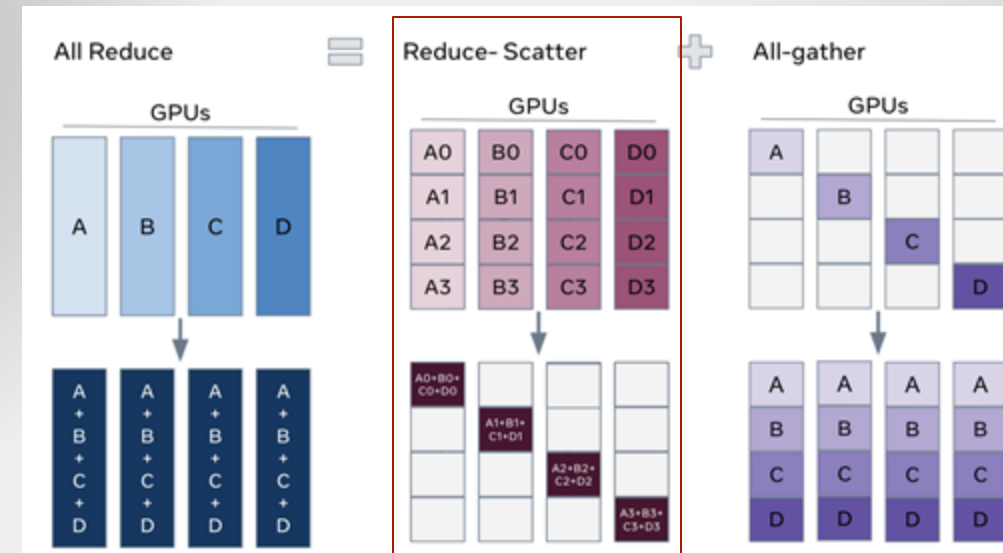 All Reduce
GPUs
A B C D
A A A A
+ + + +
B B B B
+ + + +
C C C C
+ + + +
D D D D
Reduce- Scatter
GPUs
A0 B0 C0 D0
A1 B1 C1 D1
A2 B2 C2 D2
A3 B3 C3 D3
A0+B0+
C0+D0
A1+B1+
C1+D1
A2+B2+
C2+D2
A3+B3+
C3+D3
All-gather
GPUs
A
B
C
D
A A A A
B B B B
C C C C
D D D D